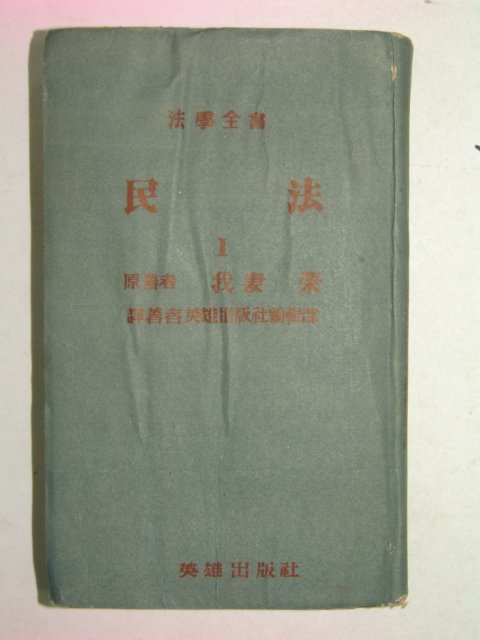 法學全書
民法
I
原著者 我妻 榮
譯著者 英雄出版社編輯部
英雄出版社